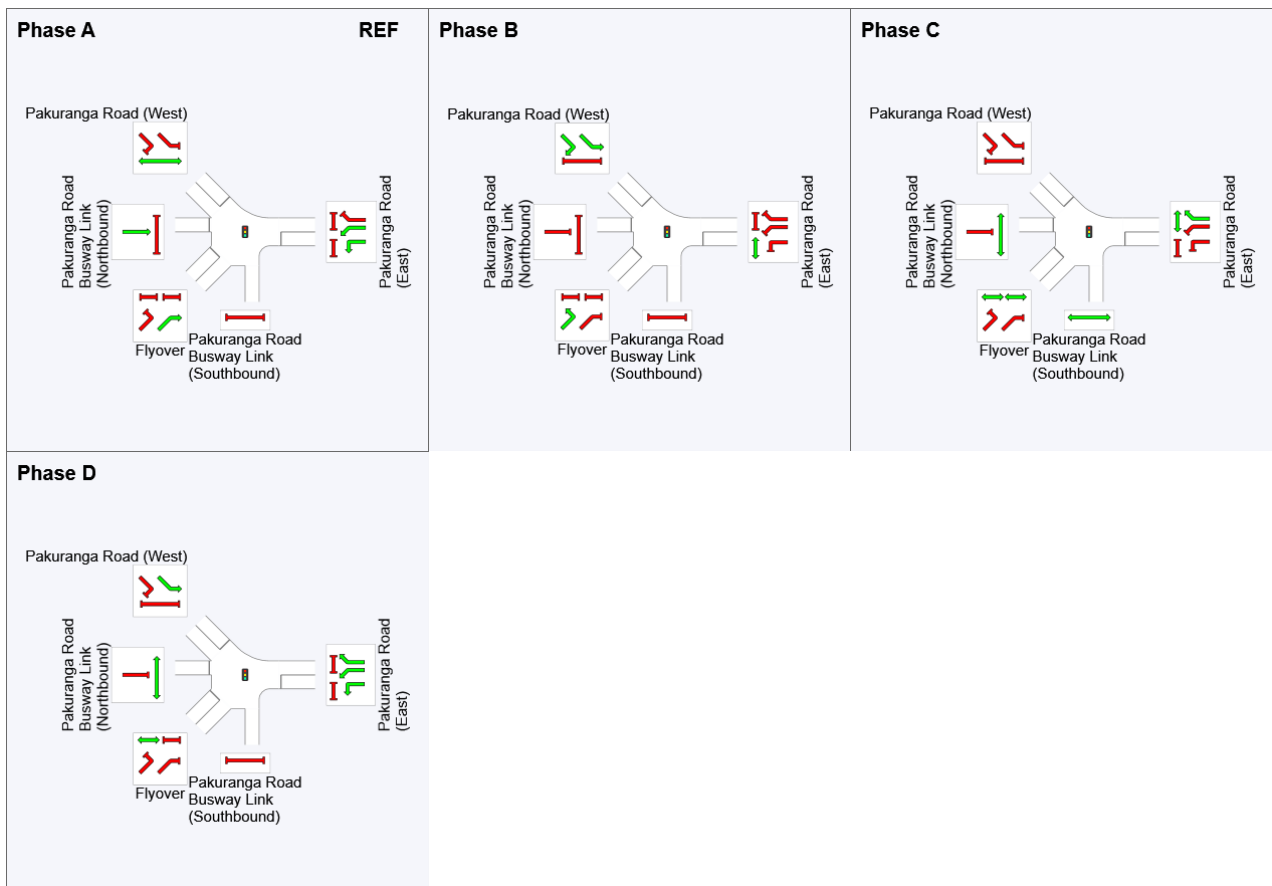 Phase A
REF
Pakuranga Road (West)
Pakuranga Road
Busway Link
(Northbound)
Pakuranga Road
(East)
Flyover
Pakuranga Road
Busway Link
(Southbound)
Phase B
Pakuranga Road (West)
Pakuranga Road
Busway Link
(Northbound)
Pakuranga Road
(East)
Flyover
Pakuranga Road
Busway Link
(Southbound)
Phase C
Pakuranga Road (West)
Pakuranga Road
Busway Link
(Northbound)
Pakuranga Road
(East)
Flyover
Pakuranga Road
Busway Link
(Southbound)
Phase D
Pakuranga Road (West)
Pakuranga Road
Busway Link
(Northbound)
Pakuranga Road
(East)
Flyover
Pakuranga Road
Busway Link
(Southbound)